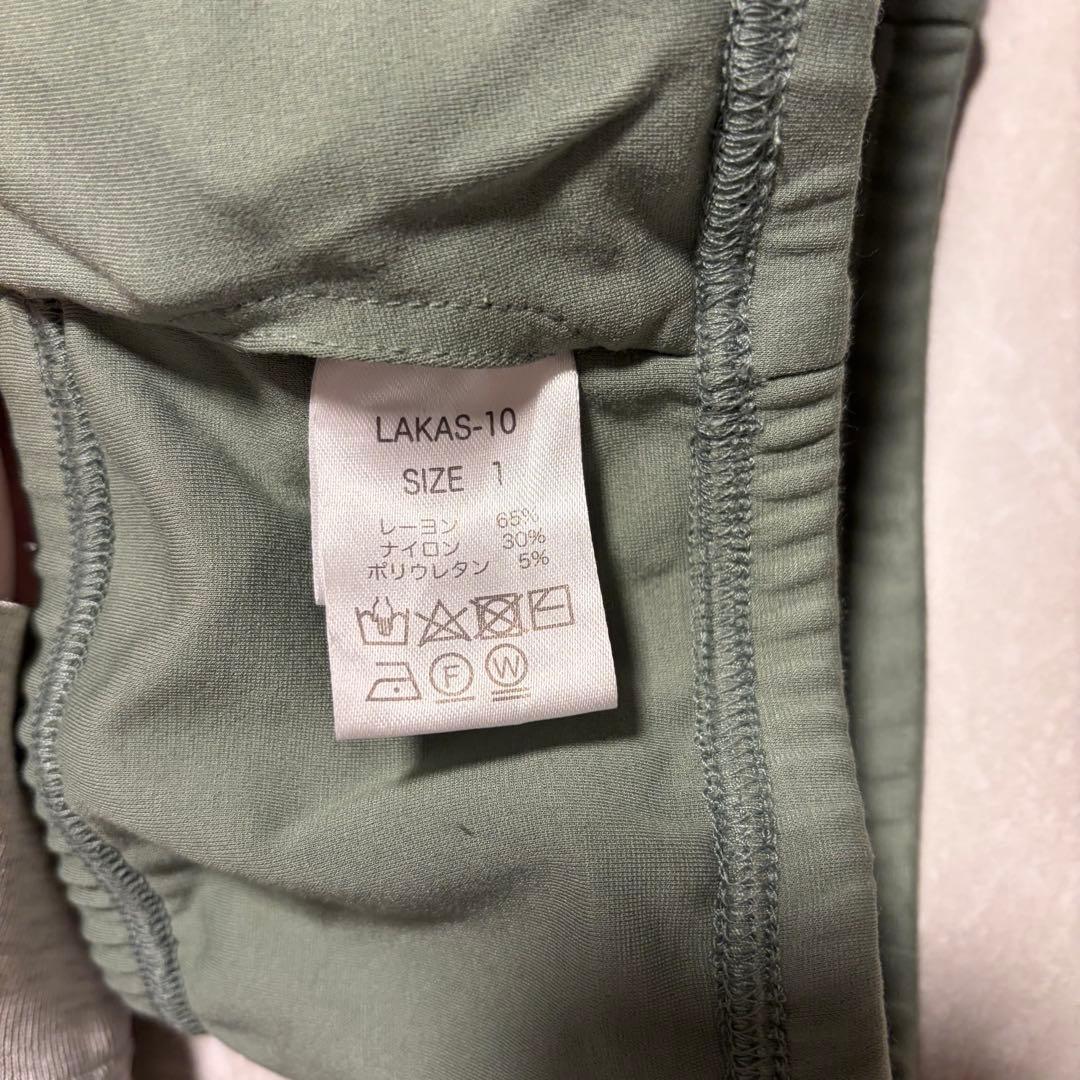 LAKAS-10
SIZE 1
レーヨン 65%
ナイロン 30%
ポリウレタン 5%
F W